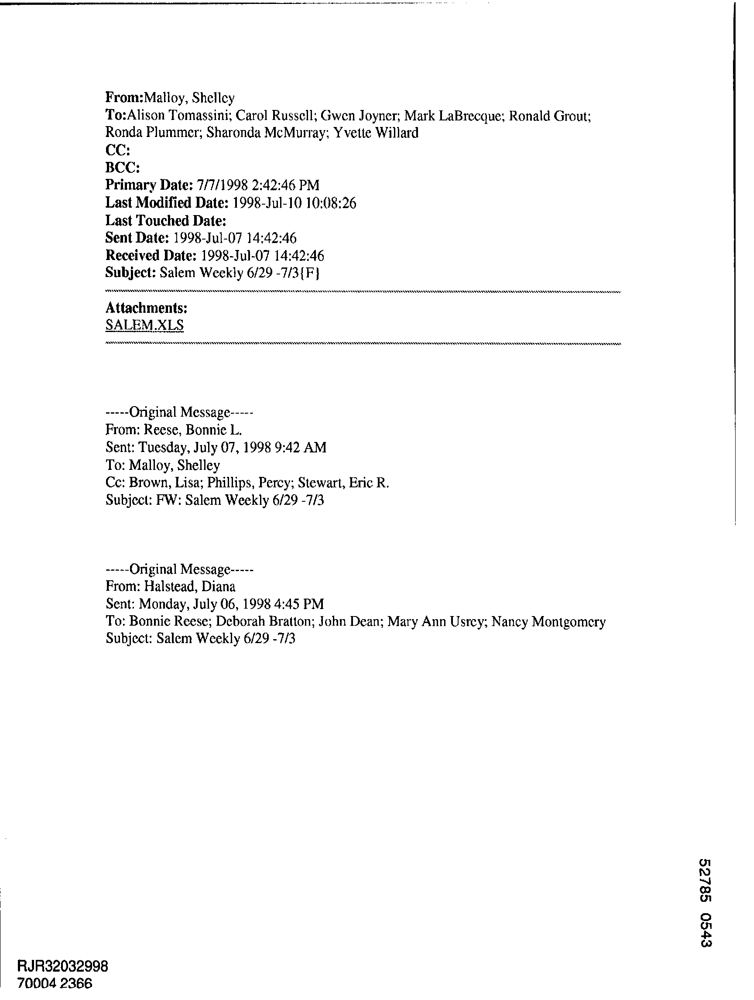 From:Malloy, Shelley
To:Alison Tomassini; Carol Russell; Gwen Joyner; Mark LaBrecque; Ronald Grout;
Ronda Plummer; Sharonda McMurray; Yvette Willard
CC:
BCC:
Primary Date: 7/7/1998 2:42:46 PM
Last Modified Date: 1998-Jul-10 10:08:26
Last Touched Date:
Sent Date: 1998-Jul-07 14:42:46
Received Date: 1998-Jul-07 14:42:46
Subject: Salem Weekly 6/29 -7/3{F}
Attachments:
SALEM.XLS
-----Original Message-----
From: Reese, Bonnie L.
Sent: Tuesday, July 07, 1998 9:42 AM
To: Malloy, Shelley
Cc: Brown, Lisa; Phillips, Percy; Stewart, Eric R.
Subject: FW: Salem Weekly 6/29 -7/3
-----Original Message-----
From: Halstead, Diana
Sent: Monday, July 06, 1998 4:45 PM
To: Bonnie Reese; Deborah Bratton; John Dean; Mary Ann Usrey; Nancy Montgomery
Subject: Salem Weekly 6/29 -7/3
52785 0543
RJR32032998
70004 2366